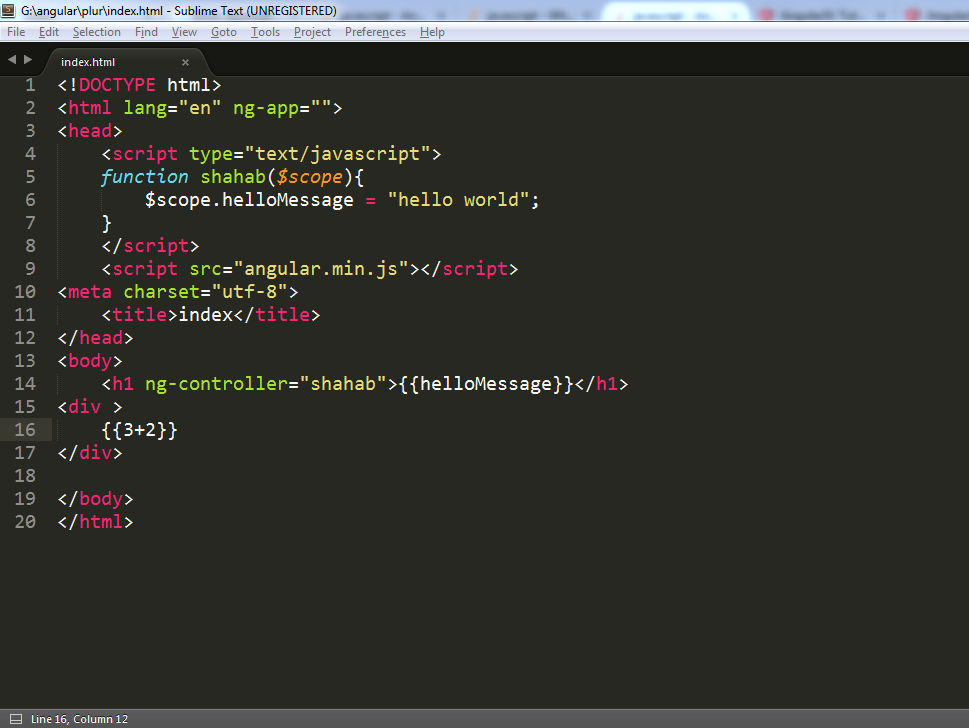 G:\angular\plur\index.html - Sublime Text (UNREGISTERED)
File Edit Selection Find View Goto Tools Project Preferences Help
index.html ×
1 <!DOCTYPE html>
2 <html lang="en" ng-app="">
3 <head>
4 <script type="text/javascript">
5 function shahab($scope){
6 $scope.helloMessage = "hello world";
7 }
8 </script>
9 <script src="angular.min.js"></script>
10 <meta charset="utf-8">
11 <title>index</title>
12 </head>
13 <body>
14 <h1 ng-controller="shahab">{{helloMessage}}</h1>
15 <div >
16 {{3+2}}
17 </div>
18
19 </body>
20 </html>
Line 16, Column 12